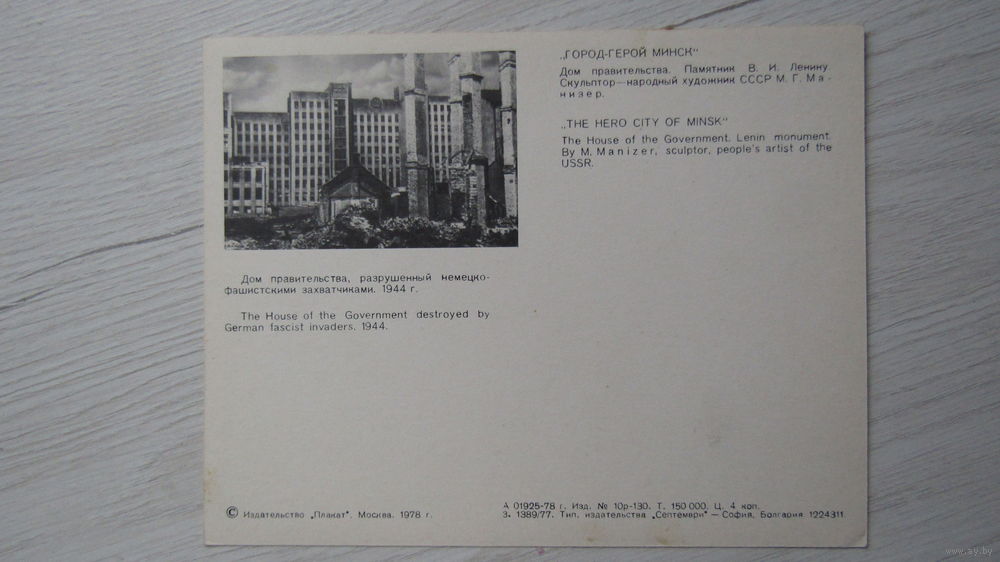 „ГОРОД-ГЕРОЙ МИНСК“
Дом правительства. Памятник В. И. Ленину.
Скульптор—народный художник СССР М. Г. Ма-
низер.
„THE HERO CITY OF MINSK“
The House of the Government. Lenin monument.
By M. Manizer, sculptor, people's artist of the
USSR.
Дом правительства, разрушенный немецко-
фашистскими захватчиками. 1944 г.
The House of the Government destroyed by
German fascist invaders. 1944.
© Издательство „Плакат“. Москва. 1978 г.
А 01925-78 г. Изд. № 10р-130. Т. 150 000. Ц. 4 коп.
З. 1389/77. Тип. издательства „Септември“ — София, Болгария 1224311
www.ay.by